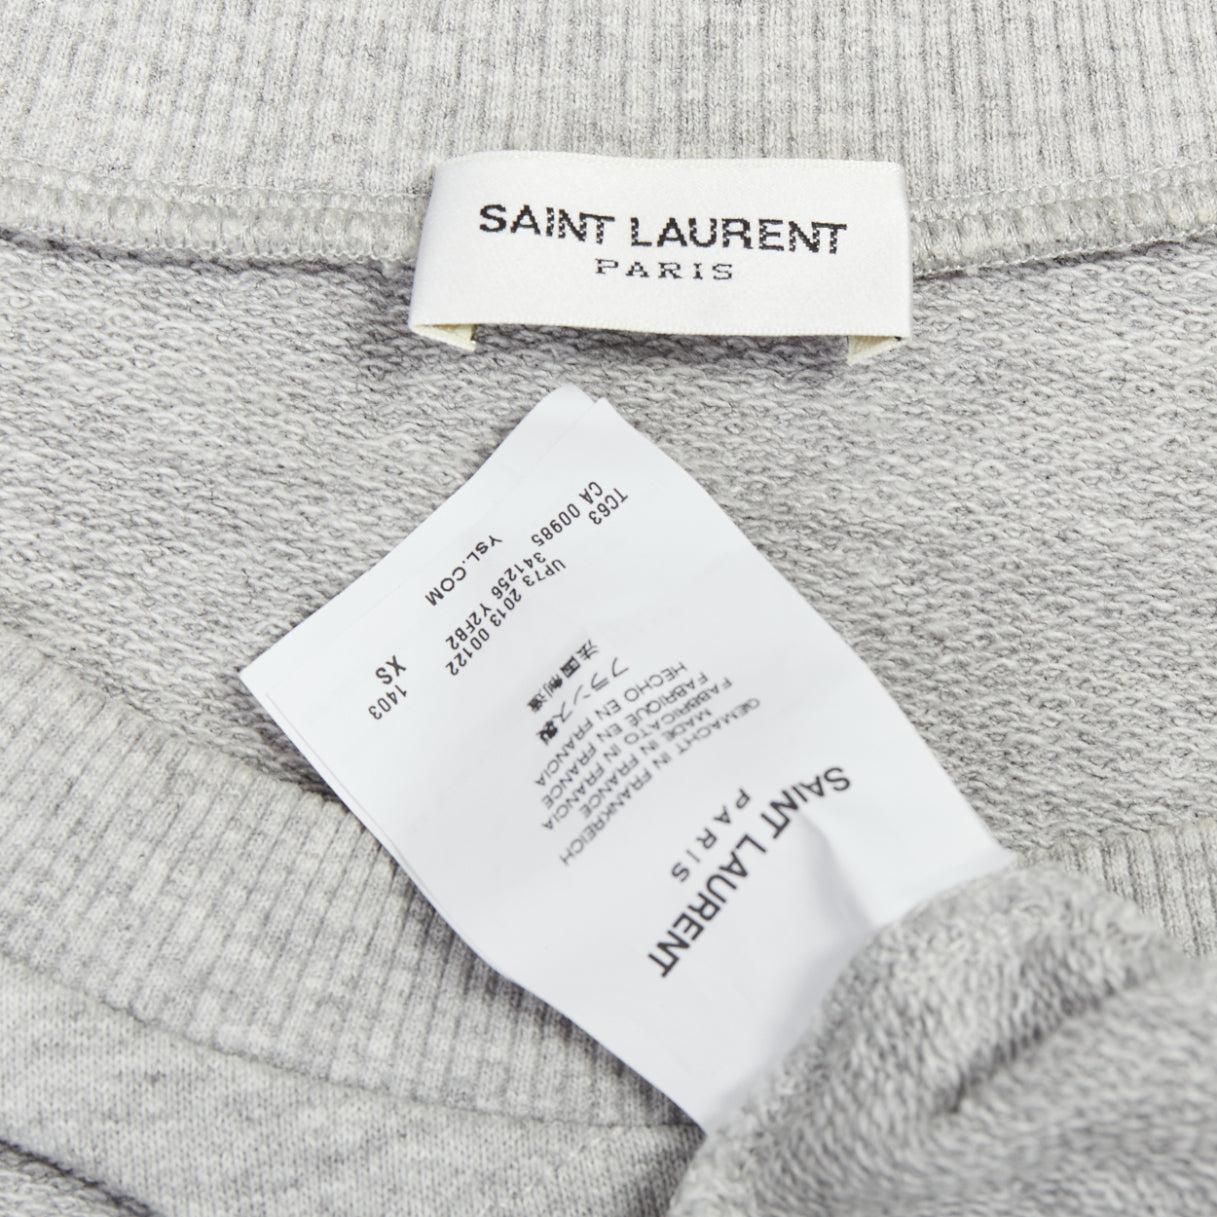 SAINT LAURENT
PARIS
SAINT LAURENT
PARIS
GEMACHT IN FRANKREICH
MADE IN FRANCE
FABRICATO IN FRANCE
FABRIQUE EN FRANCE
HECHO EN FRANCIA
フランス製
法国制造
UP73 2013 00122
341256 Y2FB2
TC63
CA 00985
YSL.COM
XS
1403